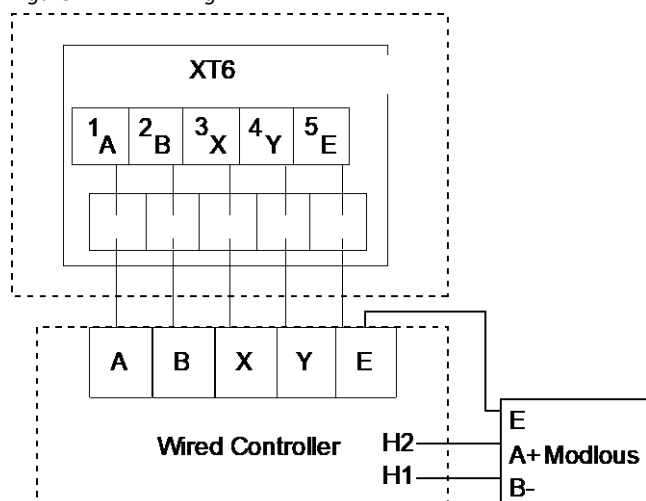 XT6
1A 2B 3X 4Y 5E
A B X Y E
E
Wired Controller H2 A+ Modlous
H1 B-